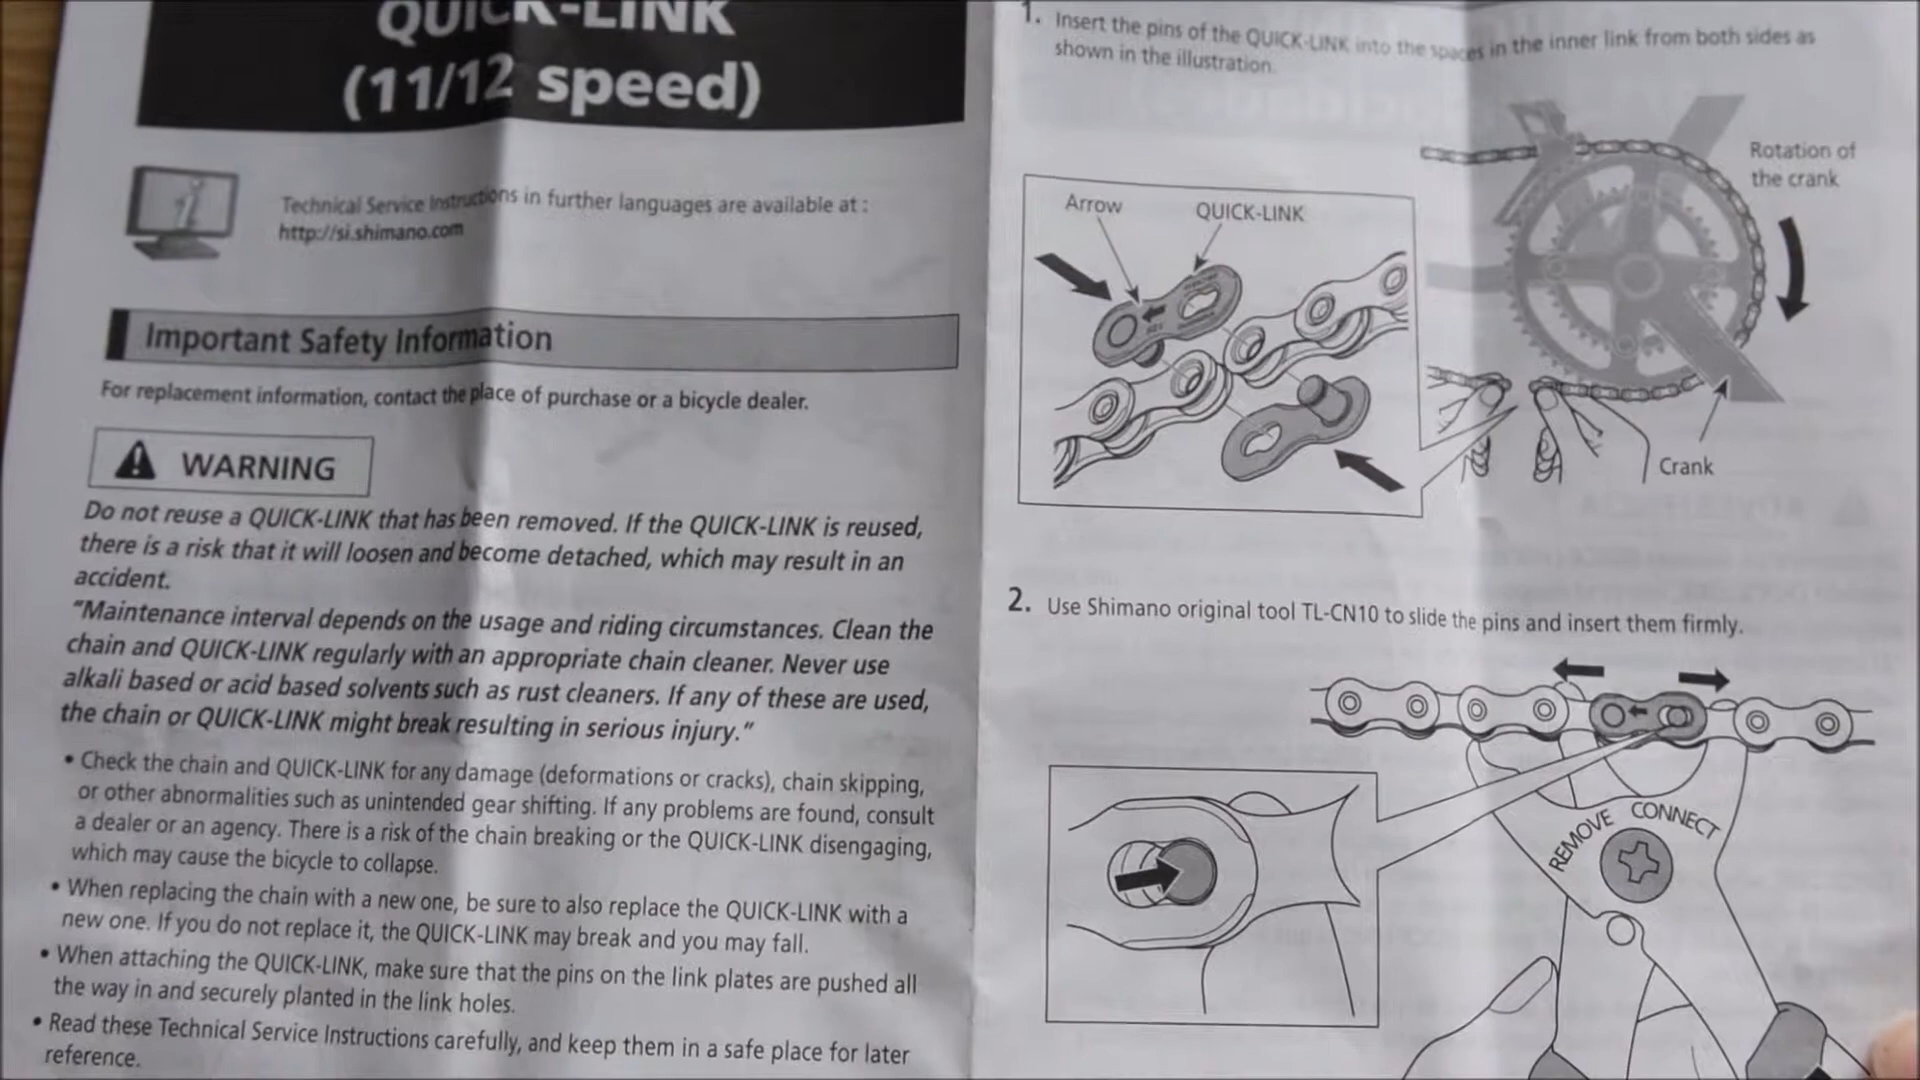 QUICK-LINK
(11/12 speed)
Technical Service Instructions in further languages are available at :
http://si.shimano.com
Important Safety Information
For replacement information, contact the place of purchase or a bicycle dealer.
WARNING
Do not reuse a QUICK-LINK that has been removed. If the QUICK-LINK is reused,
there is a risk that it will loosen and become detached, which may result in an
accident.
"Maintenance interval depends on the usage and riding circumstances. Clean the
chain and QUICK-LINK regularly with an appropriate chain cleaner. Never use
alkali based or acid based solvents such as rust cleaners. If any of these are used,
the chain or QUICK-LINK might break resulting in serious injury."
• Check the chain and QUICK-LINK for any damage (deformations or cracks), chain skipping,
or other abnormalities such as unintended gear shifting. If any problems are found, consult
a dealer or an agency. There is a risk of the chain breaking or the QUICK-LINK disengaging,
which may cause the bicycle to collapse.
• When replacing the chain with a new one, be sure to also replace the QUICK-LINK with a
new one. If you do not replace it, the QUICK-LINK may break and you may fall.
• When attaching the QUICK-LINK, make sure that the pins on the link plates are pushed all
the way in and securely planted in the link holes.
• Read these Technical Service Instructions carefully, and keep them in a safe place for later
reference.
1. Insert the pins of the QUICK-LINK into the spaces in the inner link from both sides as
shown in the illustration.
Arrow
QUICK-LINK
Rotation of
the crank
Crank
2. Use Shimano original tool TL-CN10 to slide the pins and insert them firmly.
REMOVE CONNECT